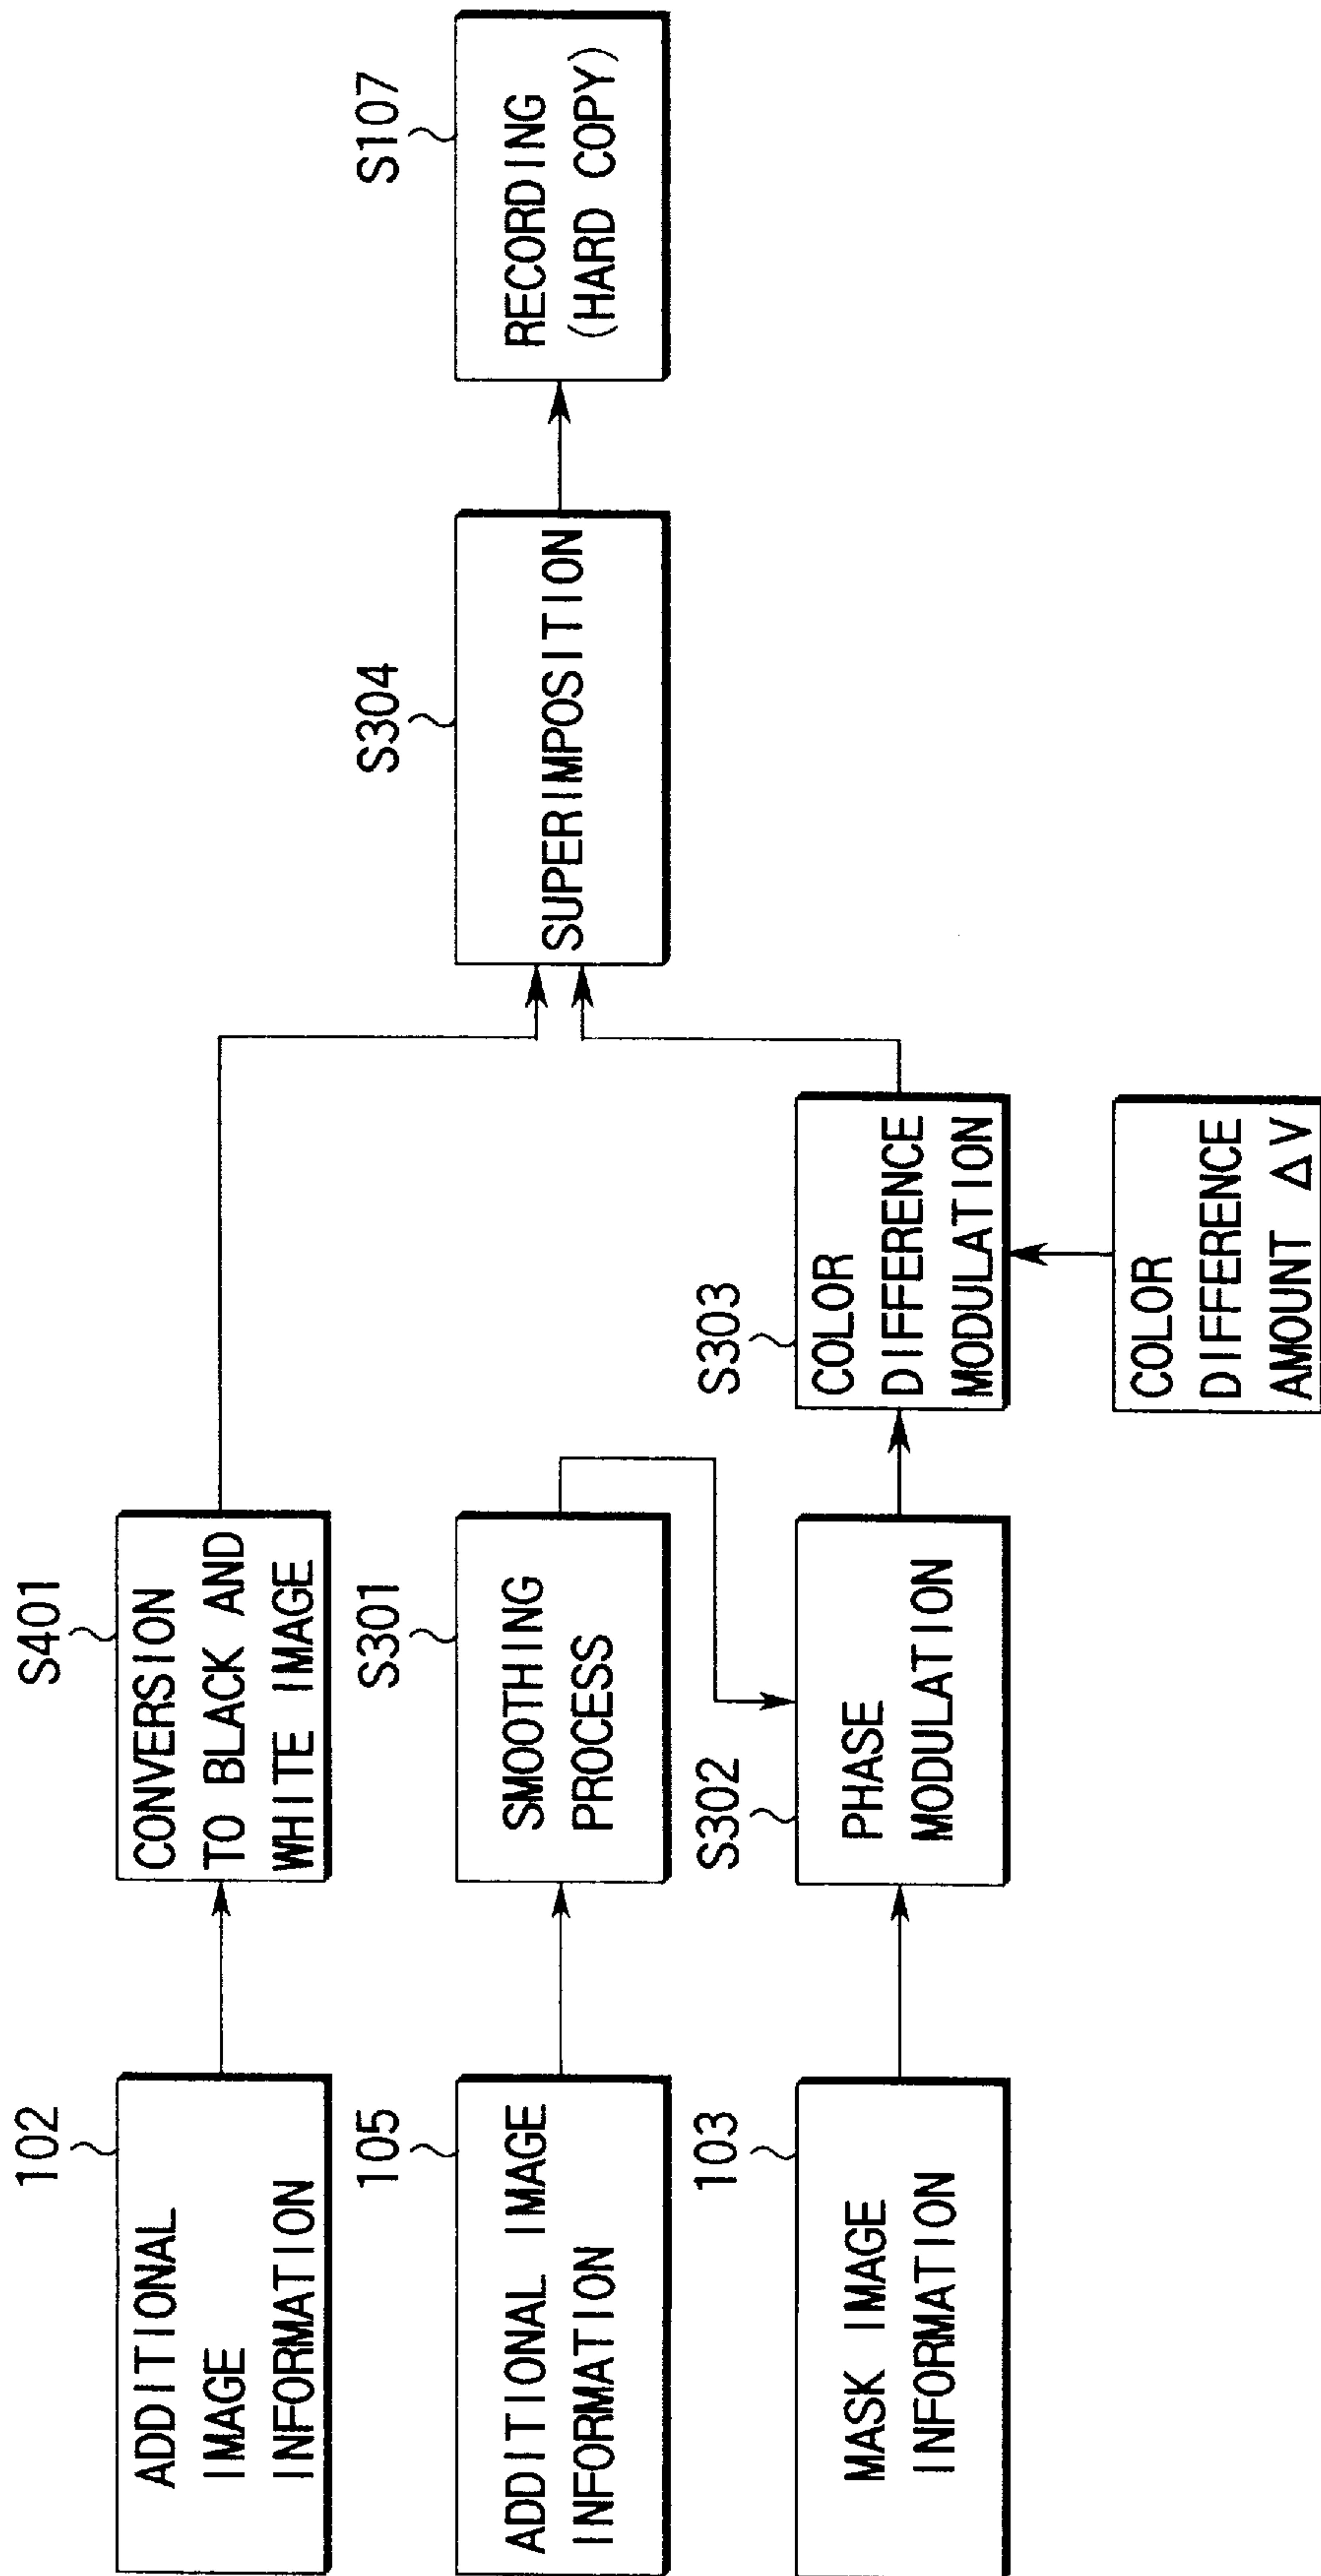 102
ADDITIONAL
IMAGE
INFORMATION
S401
CONVERSION
TO BLACK AND
WHITE IMAGE
105
ADDITIONAL IMAGE
INFORMATION
S301
SMOOTHING
PROCESS
S304
SUPERIMPOSITION
S107
RECORDING
(HARD COPY)
103
MASK IMAGE
INFORMATION
S302
PHASE
MODULATION
S303
COLOR
DIFFERENCE
MODULATION
COLOR
DIFFERENCE
AMOUNT ΔV